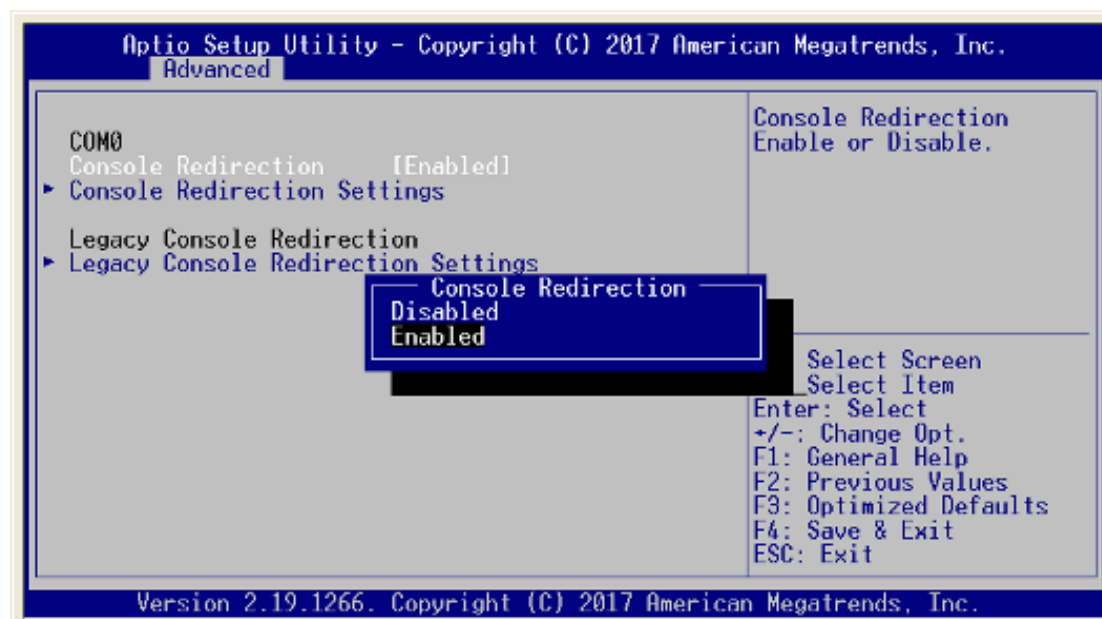 Aptio Setup Utility - Copyright (C) 2017 American Megatrends, Inc.
Advanced
COM0
Console Redirection [Enabled]
Console Redirection Settings
Legacy Console Redirection
Legacy Console Redirection Settings
Console Redirection
Disabled
Enabled
Console Redirection
Enable or Disable.
Select Screen
Select Item
Enter: Select
+/-: Change Opt.
F1: General Help
F2: Previous Values
F3: Optimized Defaults
F4: Save & Exit
ESC: Exit
Version 2.19.1266. Copyright (C) 2017 American Megatrends, Inc.